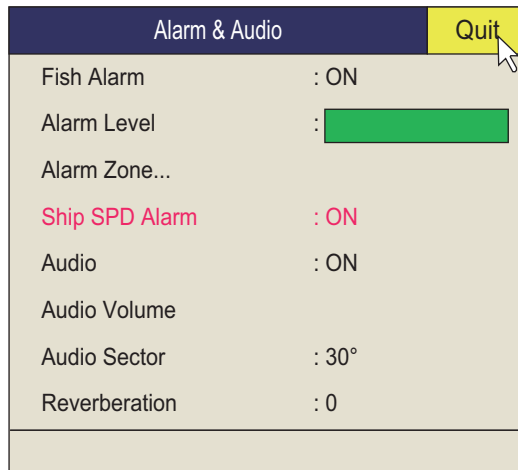 Alarm & Audio Quit
Fish Alarm : ON
Alarm Level :
Alarm Zone...
Ship SPD Alarm : ON
Audio : ON
Audio Volume
Audio Sector : 30°
Reverberation : 0